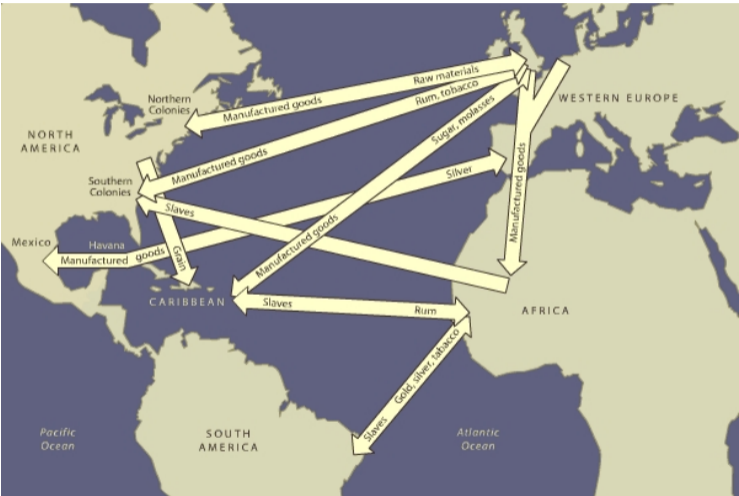 Raw materials
Manufactured goods
Rum, tobacco
Manufactured goods
Sugar, molasses
Manufactured goods
Northern
Colonies
WESTERN EUROPE
NORTH
AMERICA
Manufactured goods
Silver
Manufactured goods
Southern
Colonies
Slaves
Mexico
Havana
Grain
CARIBBEAN
Slaves
Rum
AFRICA
Gold, silver, tabacco
Slaves
Pacific
Ocean
SOUTH
AMERICA
Atlantic
Ocean